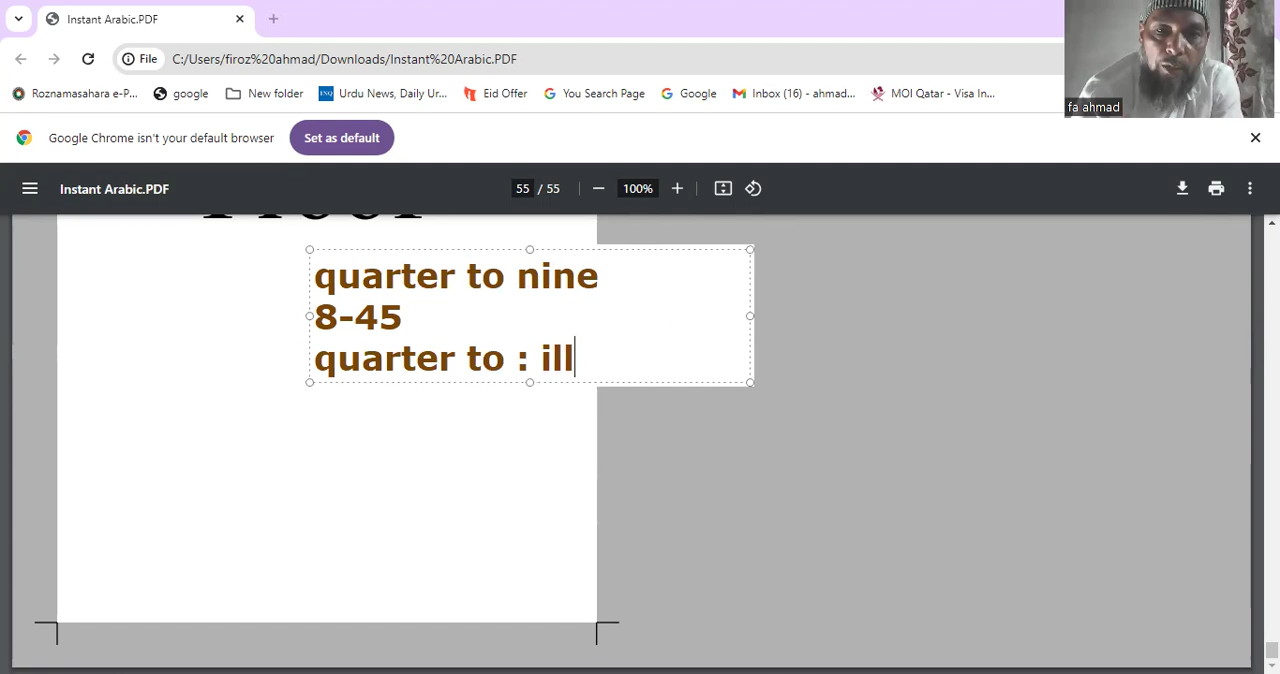 Instant Arabic.PDF
File
C:/Users/firoz%20ahmad/Downloads/Instant%20Arabic.PDF
Roznamasahara e-P...
google
New folder
Urdu News, Daily Ur...
Eid Offer
You Search Page
Google
Inbox (16) - ahmad...
MOI Qatar - Visa In...
fa ahmad
Google Chrome isn't your default browser
Set as default
Instant Arabic.PDF
55 / 55
100%
quarter to nine
8-45
quarter to : ill